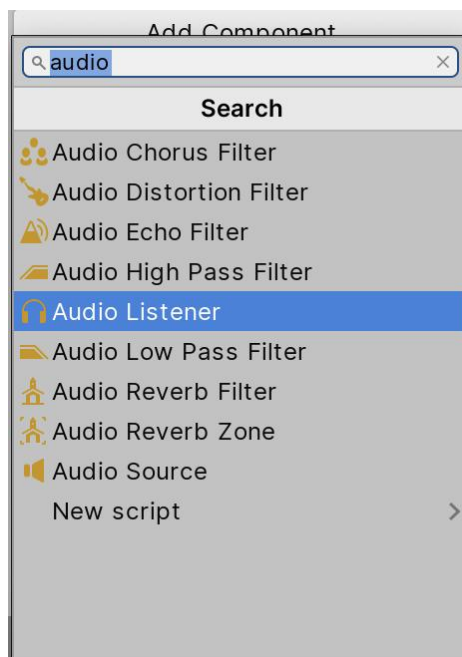 Add Component
audio
Search
Audio Chorus Filter
Audio Distortion Filter
Audio Echo Filter
Audio High Pass Filter
Audio Listener
Audio Low Pass Filter
Audio Reverb Filter
Audio Reverb Zone
Audio Source
New script